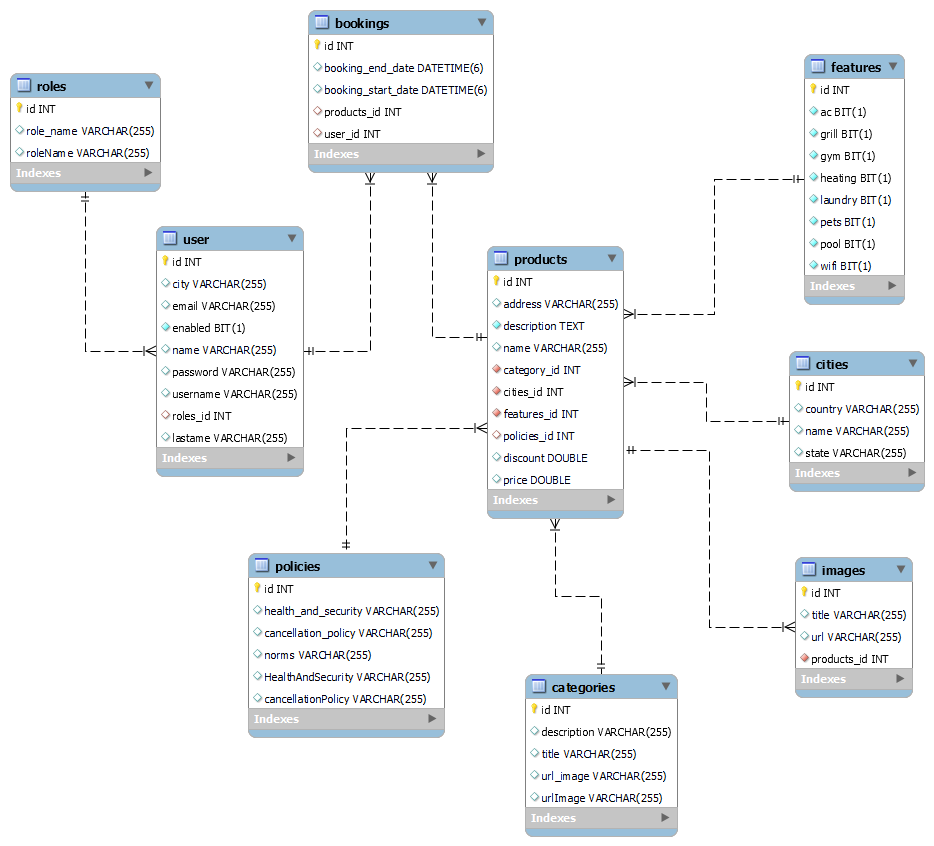 bookings
id INT
booking_end_date DATETIME(6)
booking_start_date DATETIME(6)
products_id INT
user_id INT
Indexes
features
id INT
ac BIT(1)
grill BIT(1)
gym BIT(1)
heating BIT(1)
laundry BIT(1)
pets BIT(1)
pool BIT(1)
wifi BIT(1)
Indexes
roles
id INT
role_name VARCHAR(255)
roleName VARCHAR(255)
Indexes
user
id INT
city VARCHAR(255)
email VARCHAR(255)
enabled BIT(1)
name VARCHAR(255)
password VARCHAR(255)
username VARCHAR(255)
roles_id INT
lastame VARCHAR(255)
Indexes
products
id INT
address VARCHAR(255)
description TEXT
name VARCHAR(255)
category_id INT
cities_id INT
features_id INT
policies_id INT
discount DOUBLE
price DOUBLE
Indexes
cities
id INT
country VARCHAR(255)
name VARCHAR(255)
state VARCHAR(255)
Indexes
policies
id INT
health_and_security VARCHAR(255)
cancellation_policy VARCHAR(255)
norms VARCHAR(255)
HealthAndSecurity VARCHAR(255)
cancellationPolicy VARCHAR(255)
Indexes
images
id INT
title VARCHAR(255)
url VARCHAR(255)
products_id INT
Indexes
categories
id INT
description VARCHAR(255)
title VARCHAR(255)
url_image VARCHAR(255)
urlImage VARCHAR(255)
Indexes